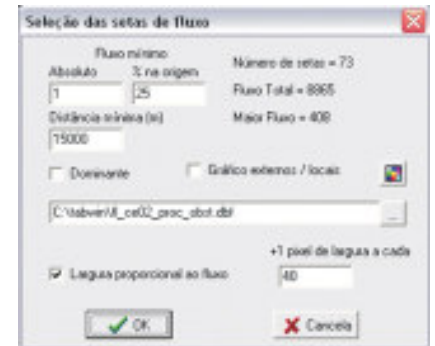 Seleção das setas de fluxo
Fluxo mínimo
Absoluto % na origem
1 25
Número de setas = 73
Fluxo Total = 8865
Maior Fluxo = 408
Distância mínima (m)
15000
Dominante Gráfico externos / locais
C:\tabwin\fl_ce02_proc_obst.dbf ...
+1 pixel de largura a cada
Largura proporcional ao fluxo 40
OK Cancela